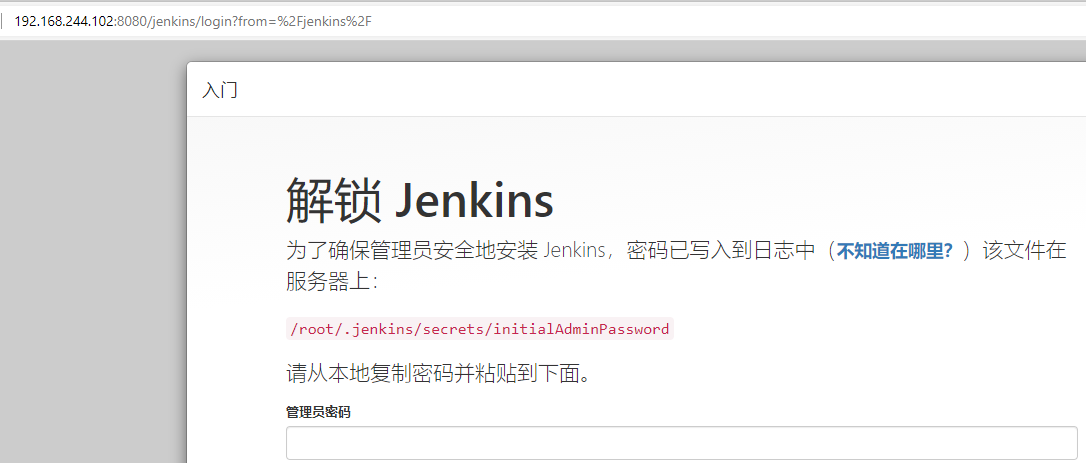 192.168.244.102:8080/jenkins/login?from=%2Fjenkins%2F
入门
解锁 Jenkins
为了确保管理员安全地安装 Jenkins，密码已写入到日志中（不知道在哪里？）该文件在
服务器上：
/root/.jenkins/secrets/initialAdminPassword
请从本地复制密码并粘贴到下面。
管理员密码